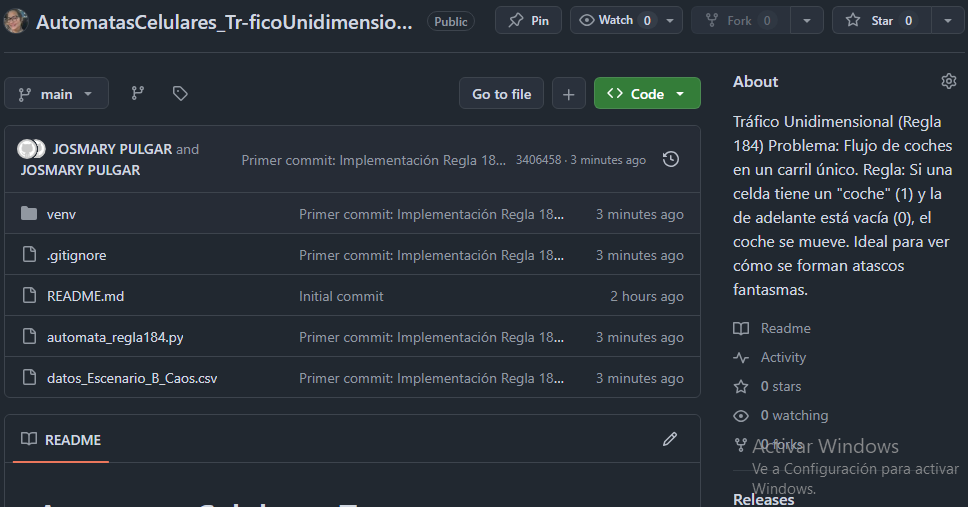 AutomatasCelulares_Tr-ficoUnidimensio... Public Pin Watch 0 Fork 0 Star 0
main Go to file + Code
JOSMARY PULGAR and
JOSMARY PULGAR
Primer commit: Implementación Regla 18... 3406458 · 3 minutes ago
venv Primer commit: Implementación Regla 18... 3 minutes ago
.gitignore Primer commit: Implementación Regla 18... 3 minutes ago
README.md Initial commit 2 hours ago
automata_regla184.py Primer commit: Implementación Regla 18... 3 minutes ago
datos_Escenario_B_Caos.csv Primer commit: Implementación Regla 18... 3 minutes ago
README
About
Tráfico Unidimensional (Regla
184) Problema: Flujo de coches
en un carril único. Regla: Si una
celda tiene un "coche" (1) y la
de adelante está vacía (0), el
coche se mueve. Ideal para ver
cómo se forman atascos
fantasmas.
Readme
Activity
0 stars
0 watching
0 forks
Activar Windows
Ve a Configuración para activar
Windows.
Releases